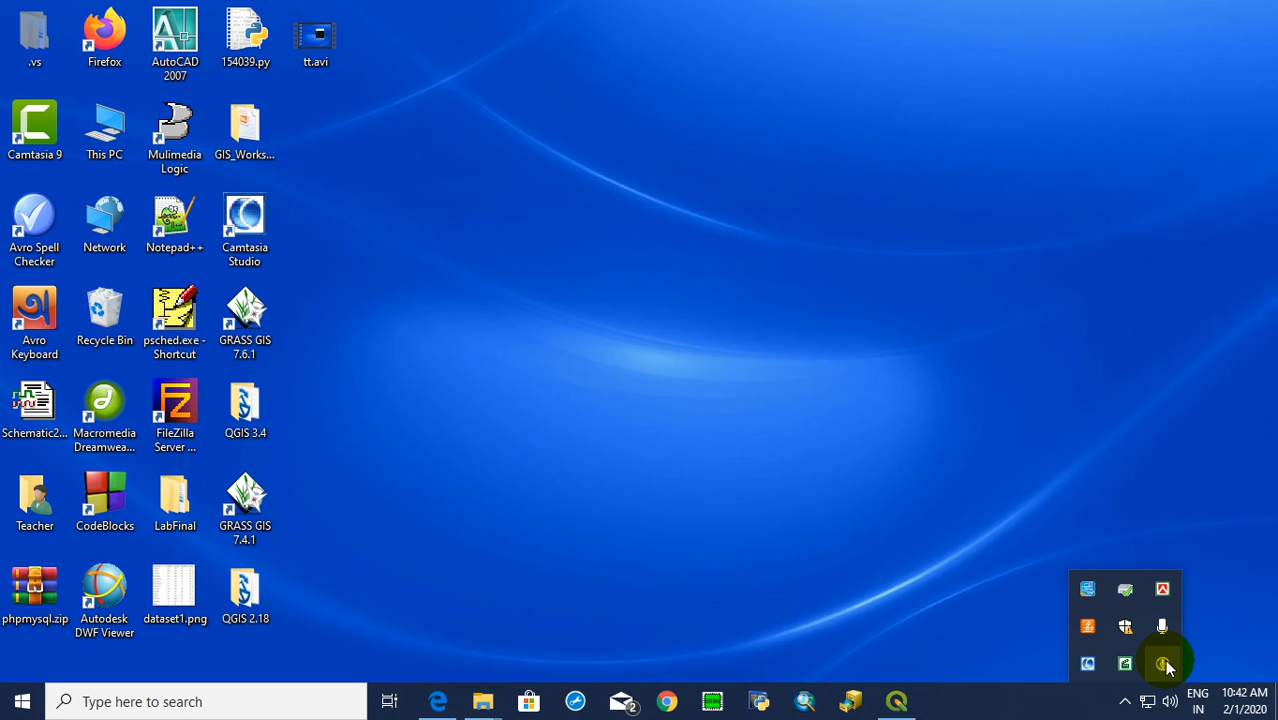 .vs
Firefox
AutoCAD
2007
154039.py
tt.avi
Camtasia 9
This PC
Mulimedia
Logic
GIS_Works...
Avro Spell
Checker
Network
Notepad++
Camtasia
Studio
Avro
Keyboard
Recycle Bin
psched.exe -
Shortcut
GRASS GIS
7.6.1
Schematic2...
Macromedia
Dreamwea...
FileZilla
Server ...
QGIS 3.4
Teacher
CodeBlocks
LabFinal
GRASS GIS
7.4.1
phpmysql.zip
Autodesk
DWF Viewer
dataset1.png
QGIS 2.18
Type here to search
2
ENG
IN
10:42 AM
2/1/2020